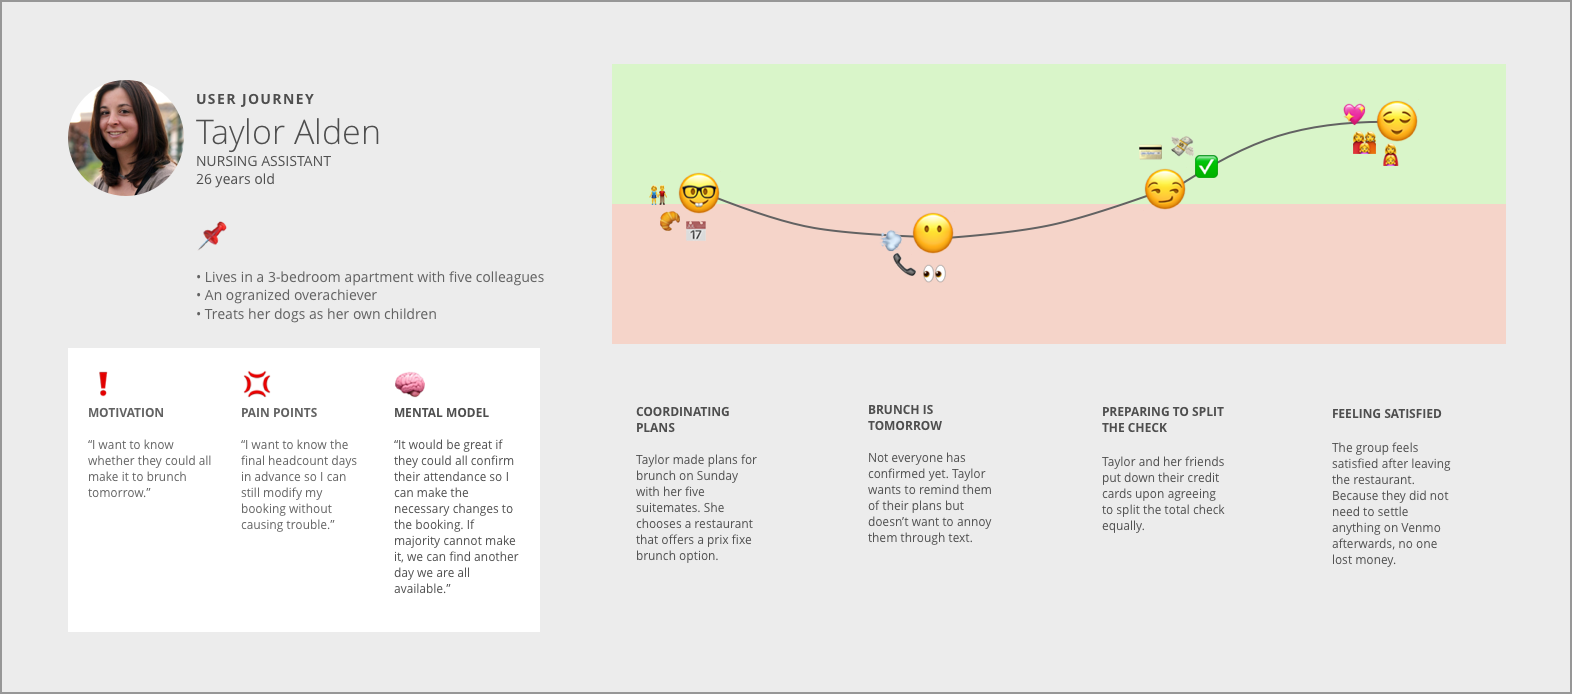 USER JOURNEY
Taylor Alden
NURSING ASSISTANT
26 years old
• Lives in a 3-bedroom apartment with five colleagues
• An ogranized overachiever
• Treats her dogs as her own children
MOTIVATION
“I want to know
whether they could all
make it to brunch
tomorrow.”
PAIN POINTS
“I want to know the
final headcount days
in advance so I can
still modify my
booking without
causing trouble.”
MENTAL MODEL
“It would be great if
they could all confirm
their attendance so I
can make the
necessary changes to
the booking. If
majority cannot make
it, we can find another
day we are all
available.”
17
COORDINATING
PLANS
Taylor made plans for
brunch on Sunday
with her five
suitemates. She
chooses a restaurant
that offers a prix fixe
brunch option.
BRUNCH IS
TOMORROW
Not everyone has
confirmed yet. Taylor
wants to remind them
of their plans but
doesn’t want to annoy
them through text.
PREPARING TO SPLIT
THE CHECK
Taylor and her friends
put down their credit
cards upon agreeing
to split the total check
equally.
FEELING SATISFIED
The group feels
satisfied after leaving
the restaurant.
Because they did not
need to settle
anything on Venmo
afterwards, no one
lost money.